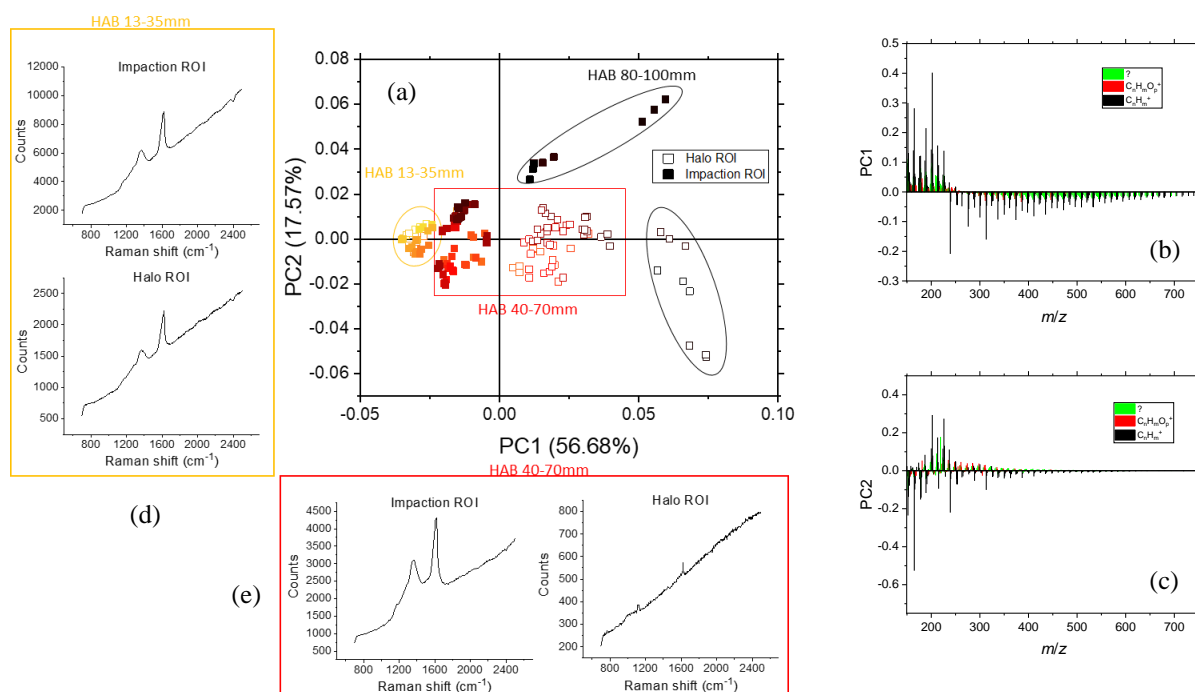 HAB 13-35mm
Impaction ROI
12000
10000
8000
6000
4000
2000
Counts
800 1200 1600 2000 2400
Raman shift (cm-1)
Halo ROI
2500
2000
1500
1000
500
Counts
800 1200 1600 2000 2400
Raman shift (cm-1)
(d)
(a)
HAB 80-100mm
Halo ROI
Impaction ROI
HAB 13-35mm
HAB 40-70mm
0.06
0.04
0.02
0.00
-0.02
-0.04
-0.06
PC2 (17.57%)
-0.05 0.00 0.05 0.10
PC1 (56.68%)
HAB 40-70mm
Impaction ROI
4500
4000
3500
3000
2500
2000
1500
1000
500
Counts
800 1200 1600 2000 2400
Raman shift (cm-1)
Halo ROI
800
700
600
500
400
300
200
Counts
800 1200 1600 2000 2400
Raman shift (cm-1)
(e)
0.5
0.4
0.3
0.2
0.1
0.0
-0.1
-0.2
-0.3
PC1
?
CnHmOp+
CnHm+
(b)
200 300 400 500 600 700
m/z
0.6
0.4
0.2
0.0
-0.2
-0.4
-0.6
PC2
?
CnHmOp+
CnHm+
(c)
200 300 400 500 600 700
m/z